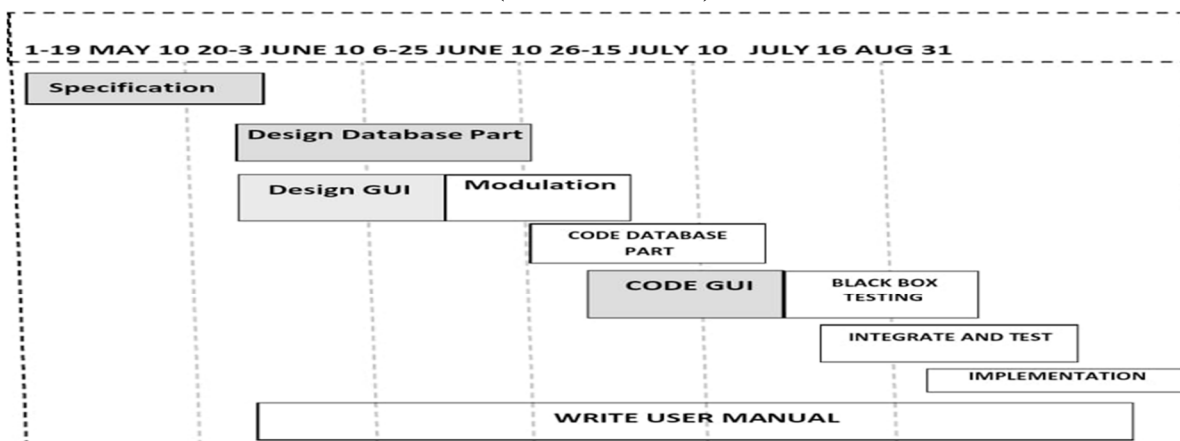 1-19 MAY 10 20-3 JUNE 10 6-25 JUNE 10 26-15 JULY 10 JULY 16 AUG 31
Specification
Design Database Part
Design GUI
Modulation
CODE DATABASE
PART
CODE GUI
BLACK BOX
TESTING
INTEGRATE AND TEST
IMPLEMENTATION
WRITE USER MANUAL